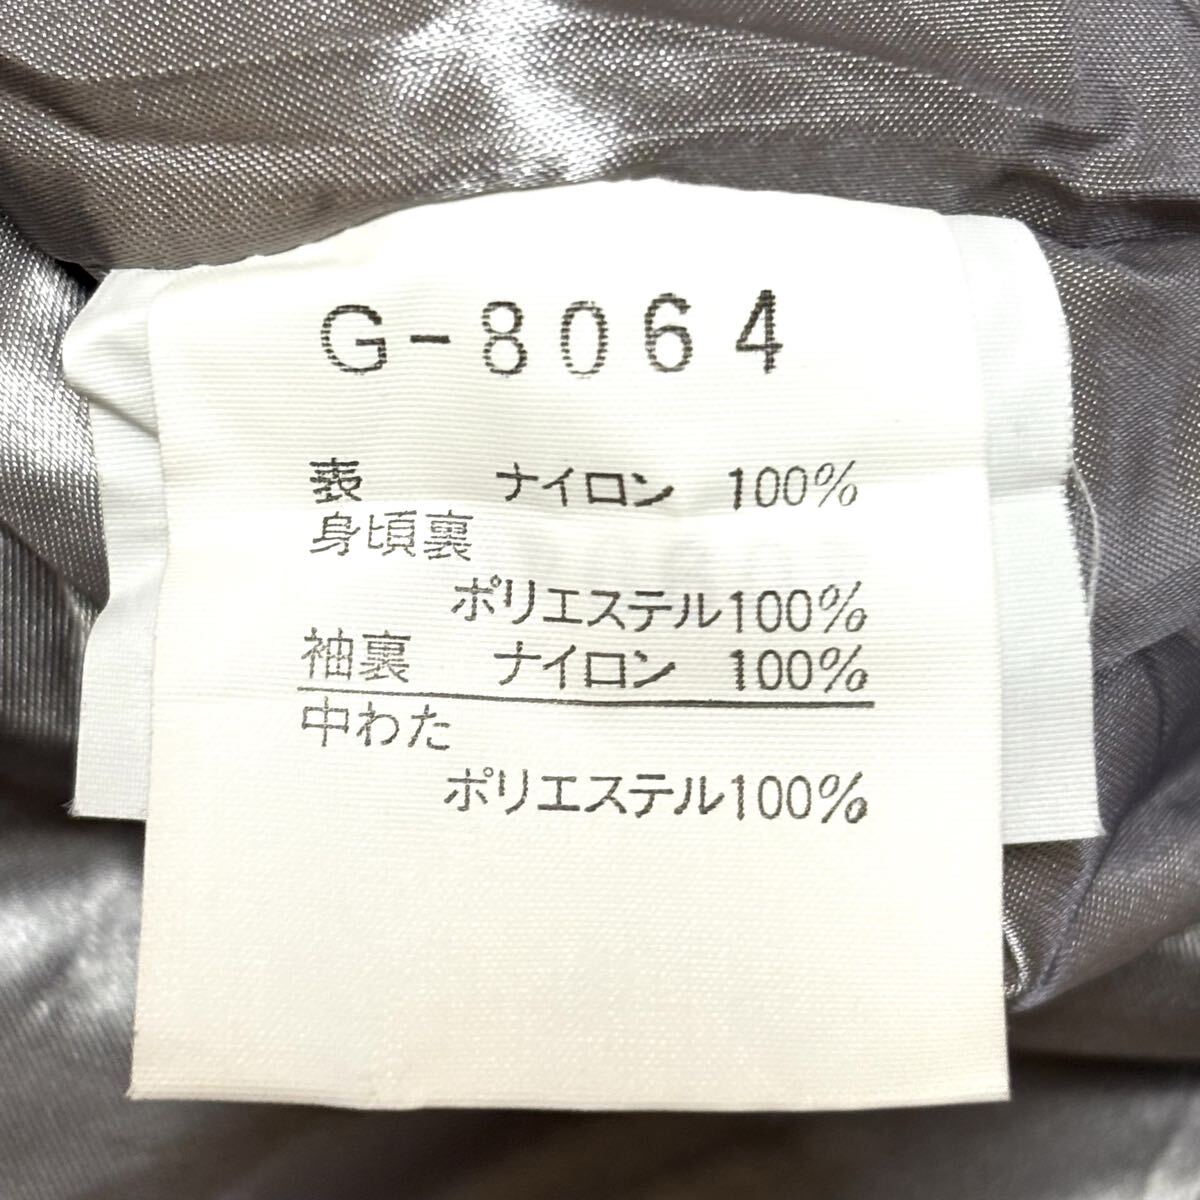 G-8064
表 ナイロン 100%
身頃裏
ポリエステル100%
袖裏 ナイロン 100%
中わた
ポリエステル100%